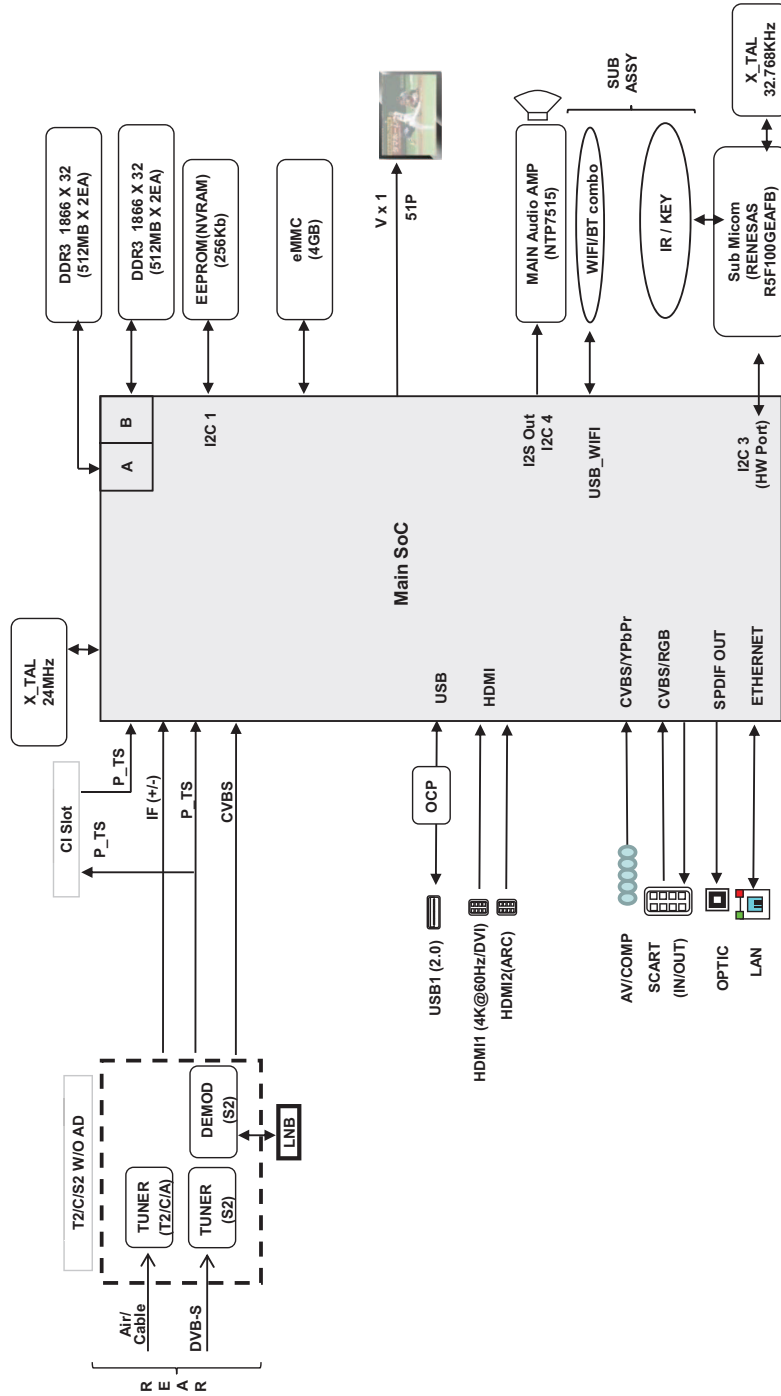 REAR
Air/
Cable
DVB-S
T2/C/S2 W/O AD
TUNER
(T2/C/A)
TUNER
(S2)
DEMOD
(S2)
LNB
CI Slot
P_TS
P_TS
IF (+/-)
P_TS
CVBS
X_TAL
24MHz
Main SoC
A
B
DDR3 1866 X 32
(512MB X 2EA)
DDR3 1866 X 32
(512MB X 2EA)
I2C 1
EEPROM(NVRAM)
(256Kb)
eMMC
(4GB)
V x 1
51P
USB1 (2.0)
OCP
USB
HDMI1 (4K@60Hz/DVI)
HDMI2(ARC)
HDMI
I2S Out
I2C 4
MAIN Audio AMP
(NTP7515)
USB_WIFI
WIFI/BT combo
SUB
ASSY
IR / KEY
AV/COMP
CVBS/YPbPr
SCART
(IN/OUT)
CVBS/RGB
OPTIC
SPDIF OUT
LAN
ETHERNET
I2C 3
(HW Port)
Sub Micom
(RENESAS
R5F100GEAFB)
X_TAL
32.768KHz